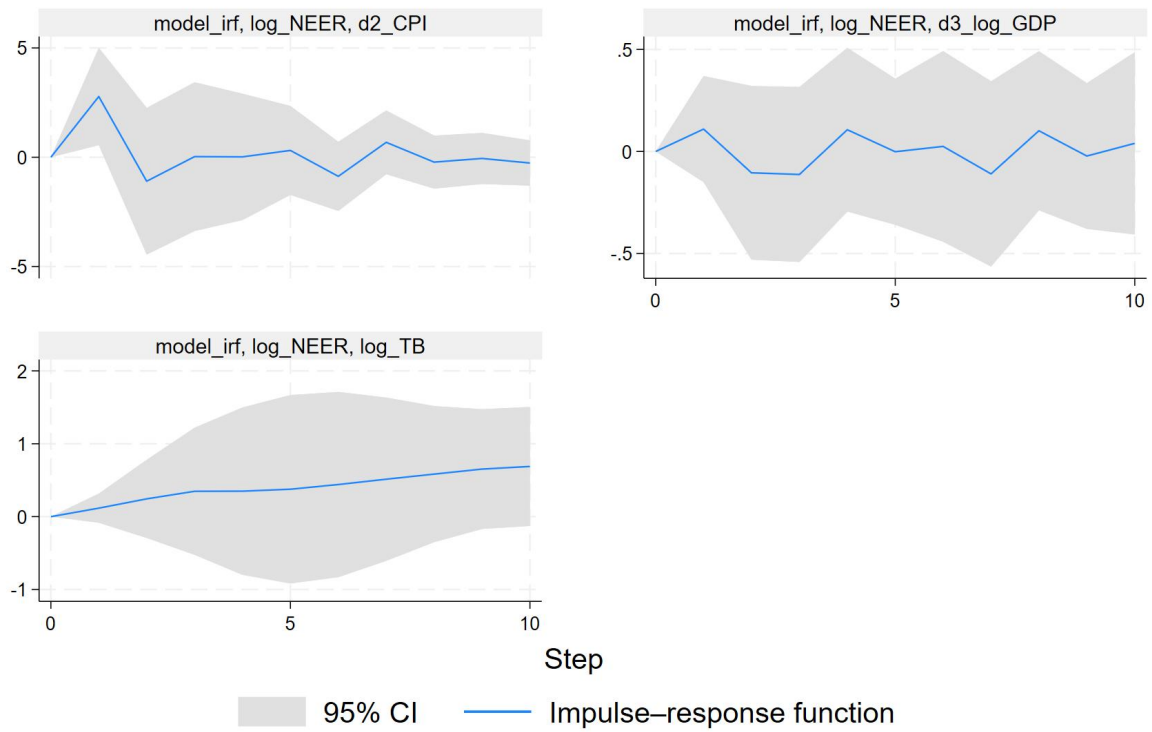 model_irf, log_NEER, d2_CPI
5
0
-5
model_irf, log_NEER, d3_log_GDP
.5
0
-.5
0 5 10
model_irf, log_NEER, log_TB
2
1
0
-1
0 5 10
Step
95% CI Impulse–response function